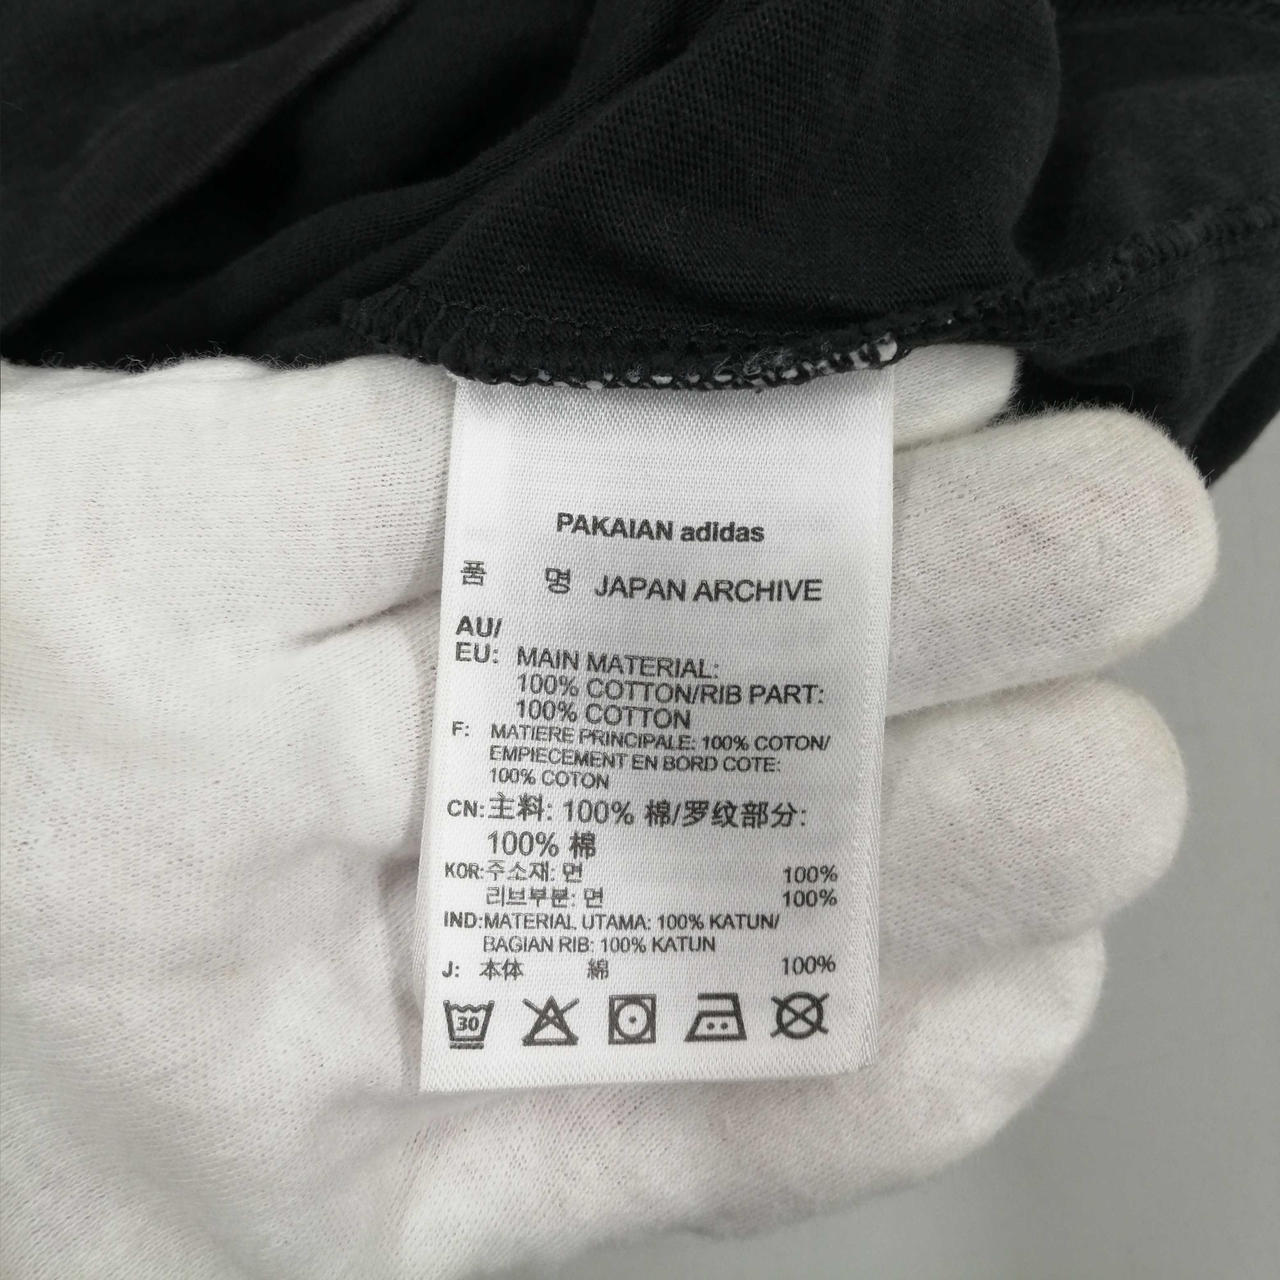 PAKAIAN adidas
품 명 JAPAN ARCHIVE
AU/
EU: MAIN MATERIAL:
100% COTTON/RIB PART:
100% COTTON
F: MATIERE PRINCIPALE: 100% COTON/
EMPIECEMENT EN BORD COTE:
100% COTON
CN:主料: 100% 棉/罗纹部分:
100% 棉
KOR:주소재: 면 100%
리브부분: 면 100%
IND:MATERIAL UTAMA: 100% KATUN/
BAGIAN RIB: 100% KATUN
J: 本体 綿 100%
30